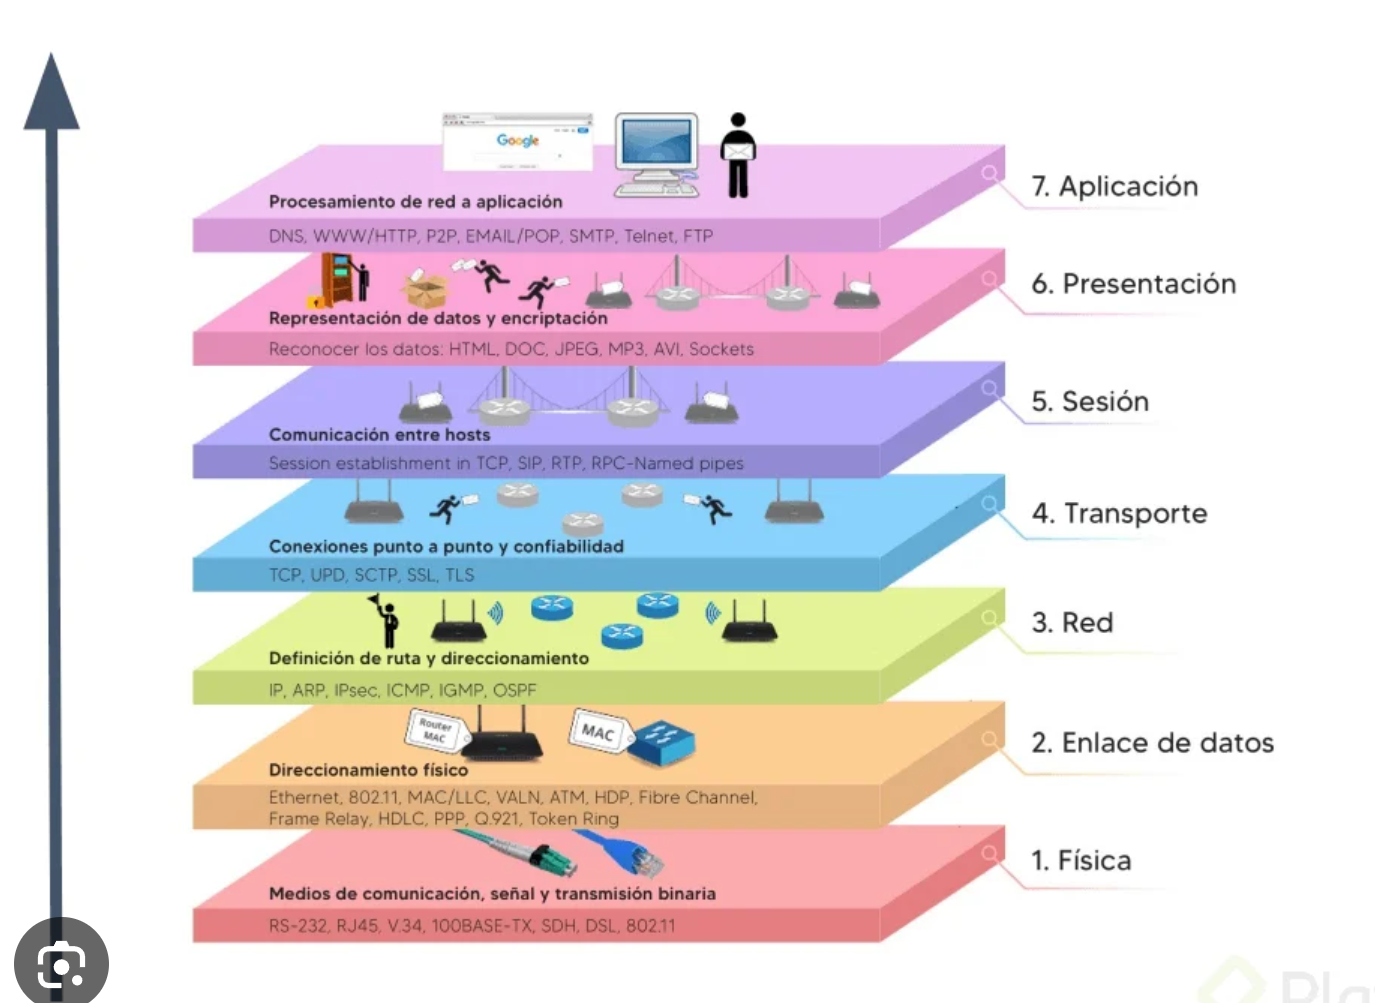 Google
Procesamiento de red a aplicación
DNS, WWW/HTTP, P2P, EMAIL/POP, SMTP, Telnet, FTP
7. Aplicación
Representación de datos y encriptación
Reconocer los datos: HTML, DOC, JPEG, MP3, AVI, Sockets
6. Presentación
Comunicación entre hosts
Session establishment in TCP, SIP, RTP, RPC-Named pipes
5. Sesión
Conexiones punto a punto y confiabilidad
TCP, UPD, SCTP, SSL, TLS
4. Transporte
Definición de ruta y direccionamiento
IP, ARP, IPsec, ICMP, IGMP, OSPF
3. Red
Router
MAC
MAC
Direccionamiento físico
Ethernet, 802.11, MAC/LLC, VALN, ATM, HDP, Fibre Channel,
Frame Relay, HDLC, PPP, Q.921, Token Ring
2. Enlace de datos
Medios de comunicación, señal y transmisión binaria
RS-232, RJ45, V.34, 100BASE-TX, SDH, DSL, 802.11
1. Física